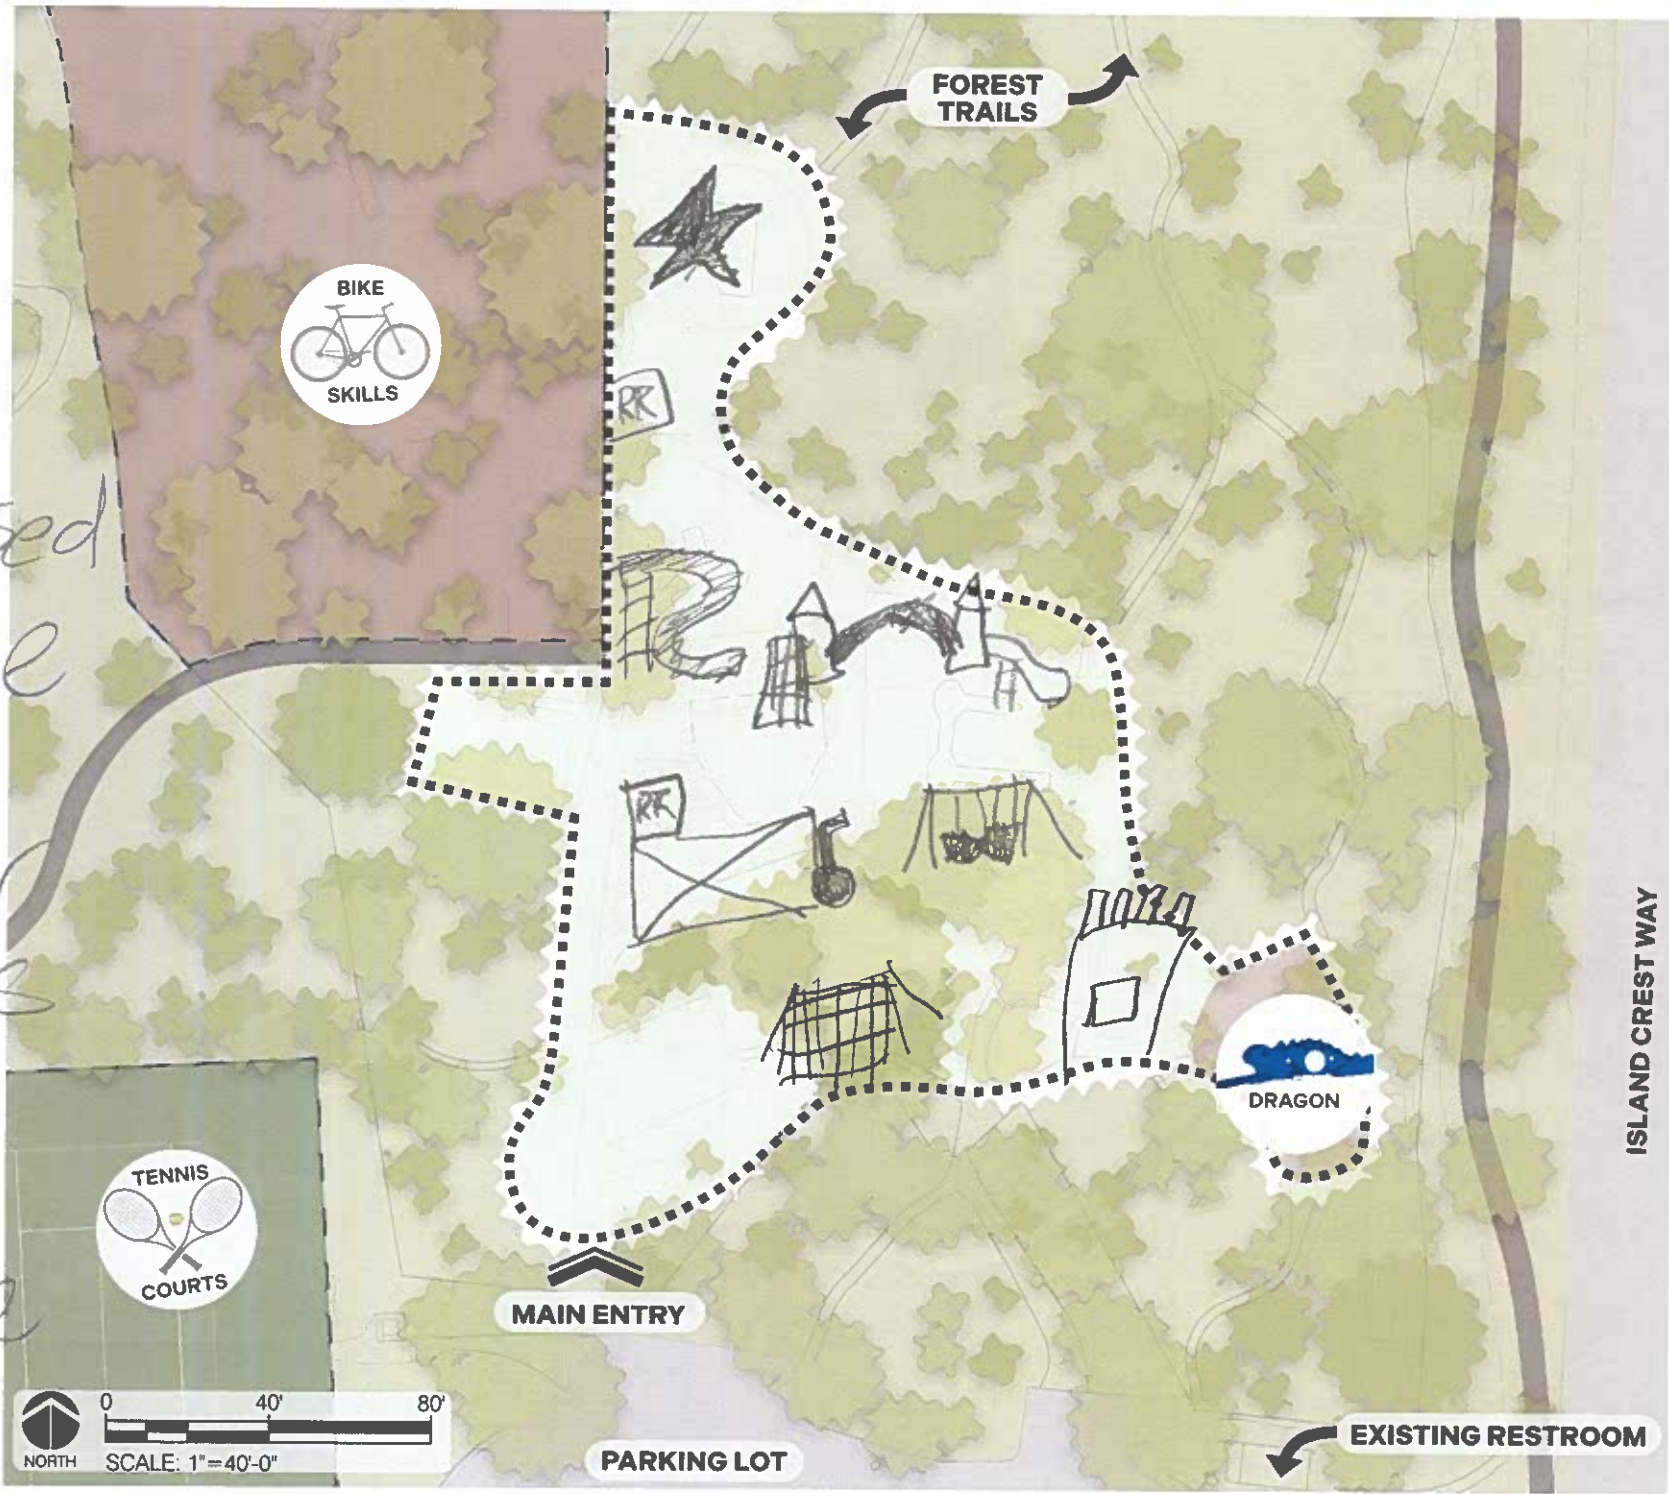 FOREST
TRAILS
BIKE
SKILLS
RR
RR
DRAGON
ISLAND CREST WAY
TENNIS
COURTS
MAIN ENTRY
0 40' 80'
NORTH
SCALE: 1"=40'-0"
PARKING LOT
EXISTING RESTROOM